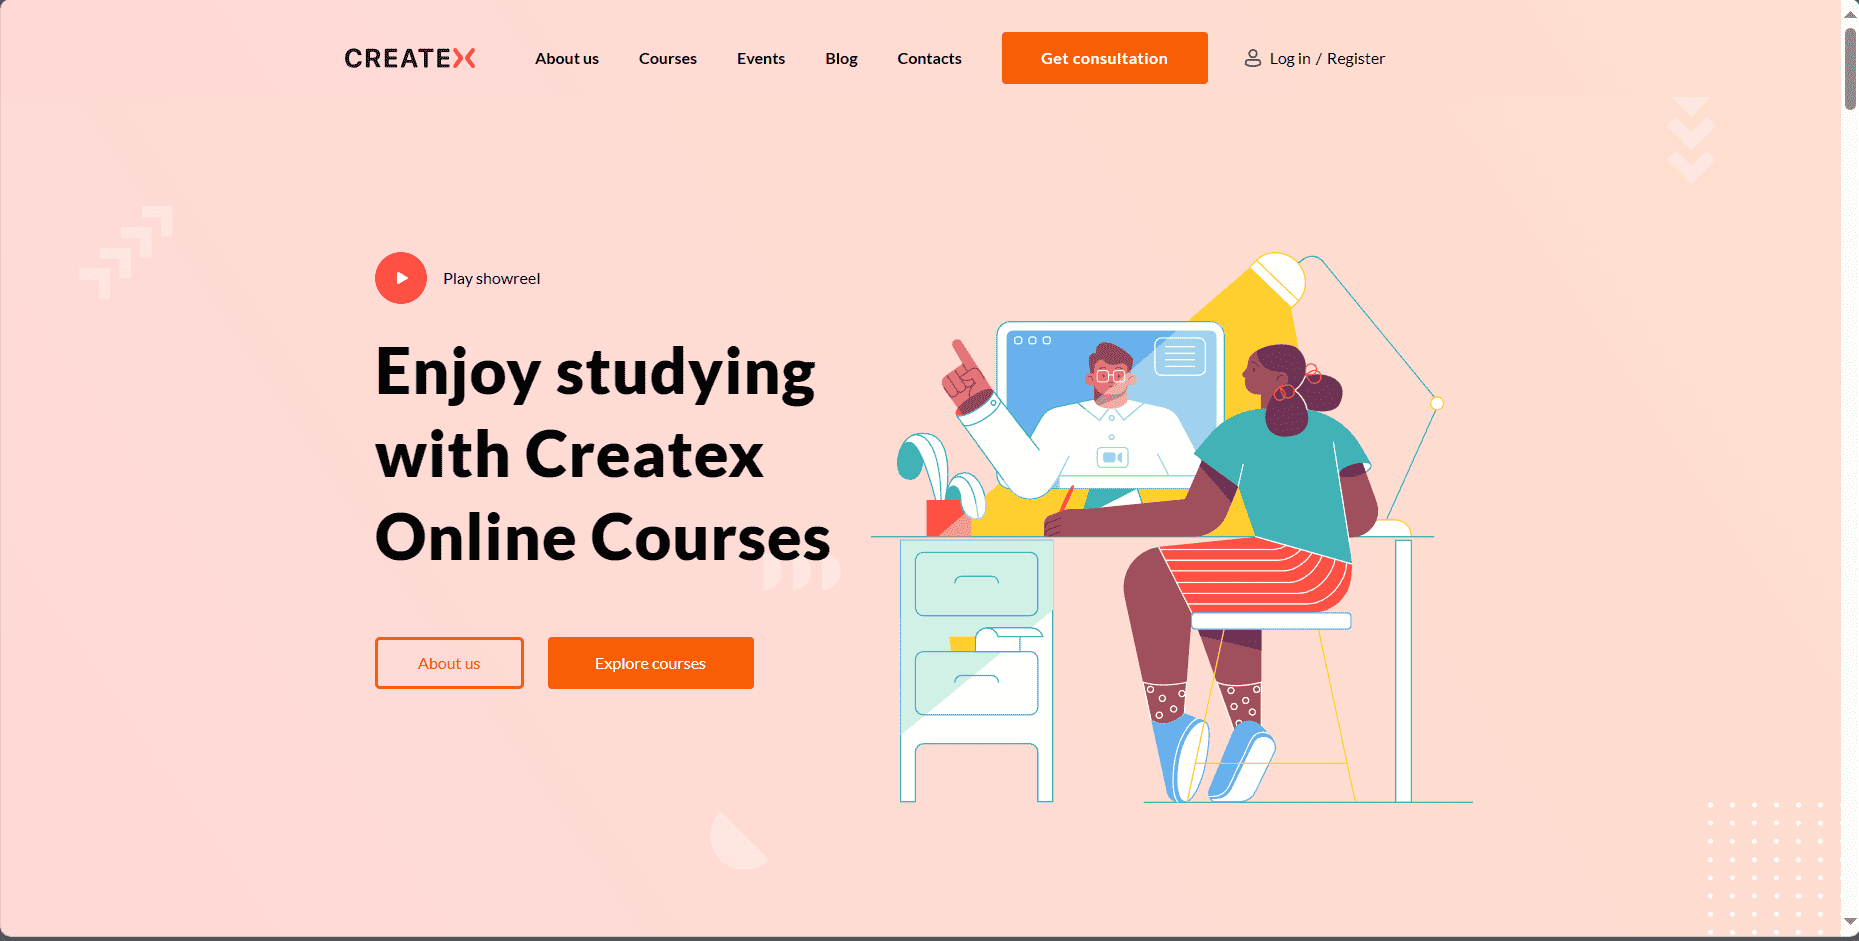 CREATEX
About us
Courses
Events
Blog
Contacts
Get consultation
Log in / Register
Play showreel
Enjoy studying
with Createx
Online Courses
About us
Explore courses